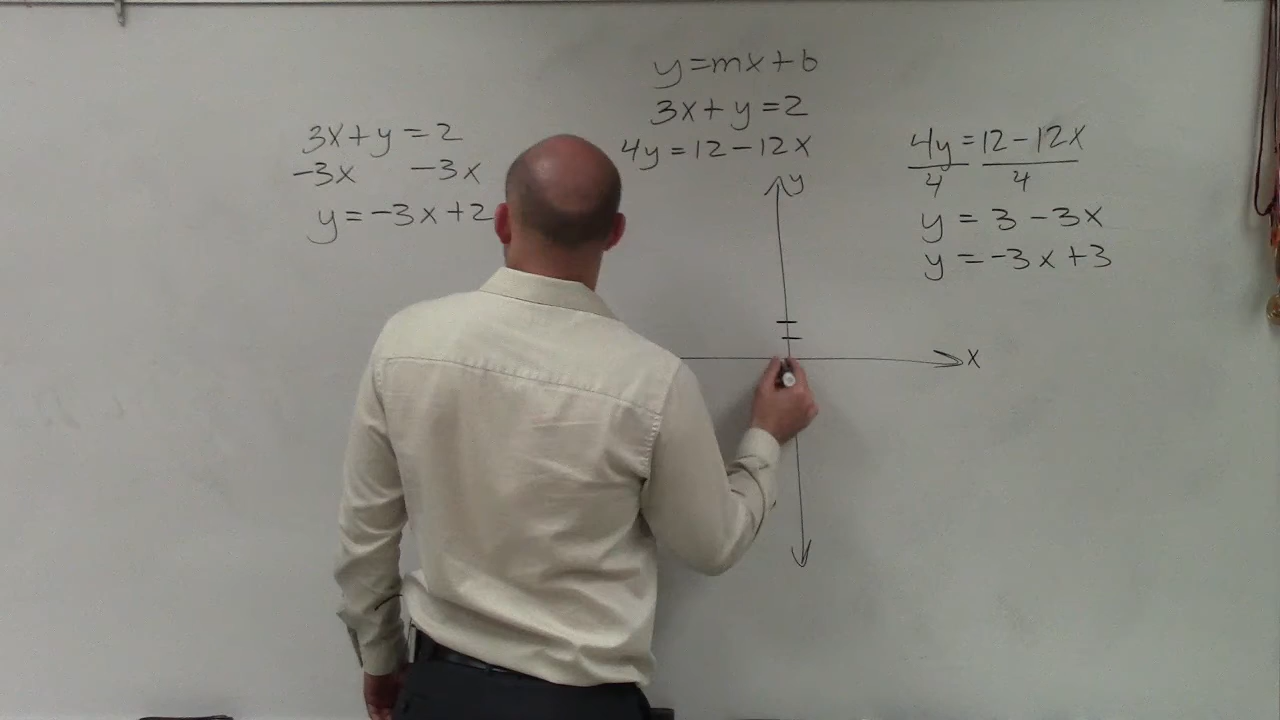 y=mx+b
3x+y=2
4y=12-12x
3x+y=2
-3x -3x
y=-3x+2
4y=12-12x
4 4
y=3-3x
y=-3x+3
y
x